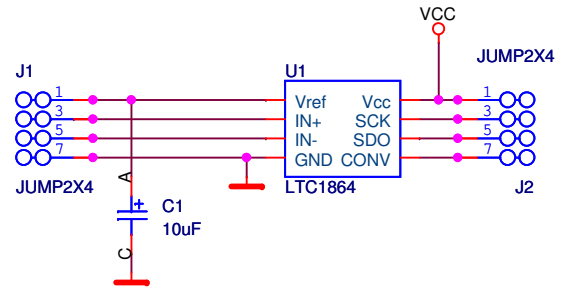 VCC
J1
U1
JUMP2X4
1
Vref
Vcc
1
3
IN+
SCK
3
5
IN-
SDO
5
7
GND
CONV
7
JUMP2X4
LTC1864
J2
A
+
C1
10uF
C